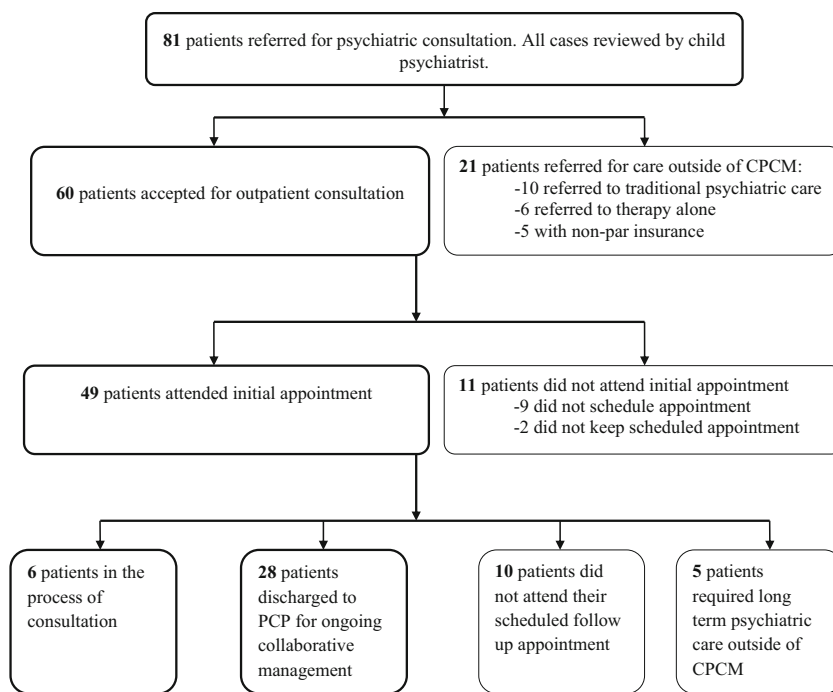 81 patients referred for psychiatric consultation. All cases reviewed by child
psychiatrist.
60 patients accepted for outpatient consultation
21 patients referred for care outside of CPCM:
-10 referred to traditional psychiatric care
-6 referred to therapy alone
-5 with non-par insurance
49 patients attended initial appointment
11 patients did not attend initial appointment
-9 did not schedule appointment
-2 did not keep scheduled appointment
6 patients in the
process of
consultation
28 patients
discharged to
PCP for ongoing
collaborative
management
10 patients did
not attend their
scheduled follow
up appointment
5 patients
required long
term psychiatric
care outside of
CPCM